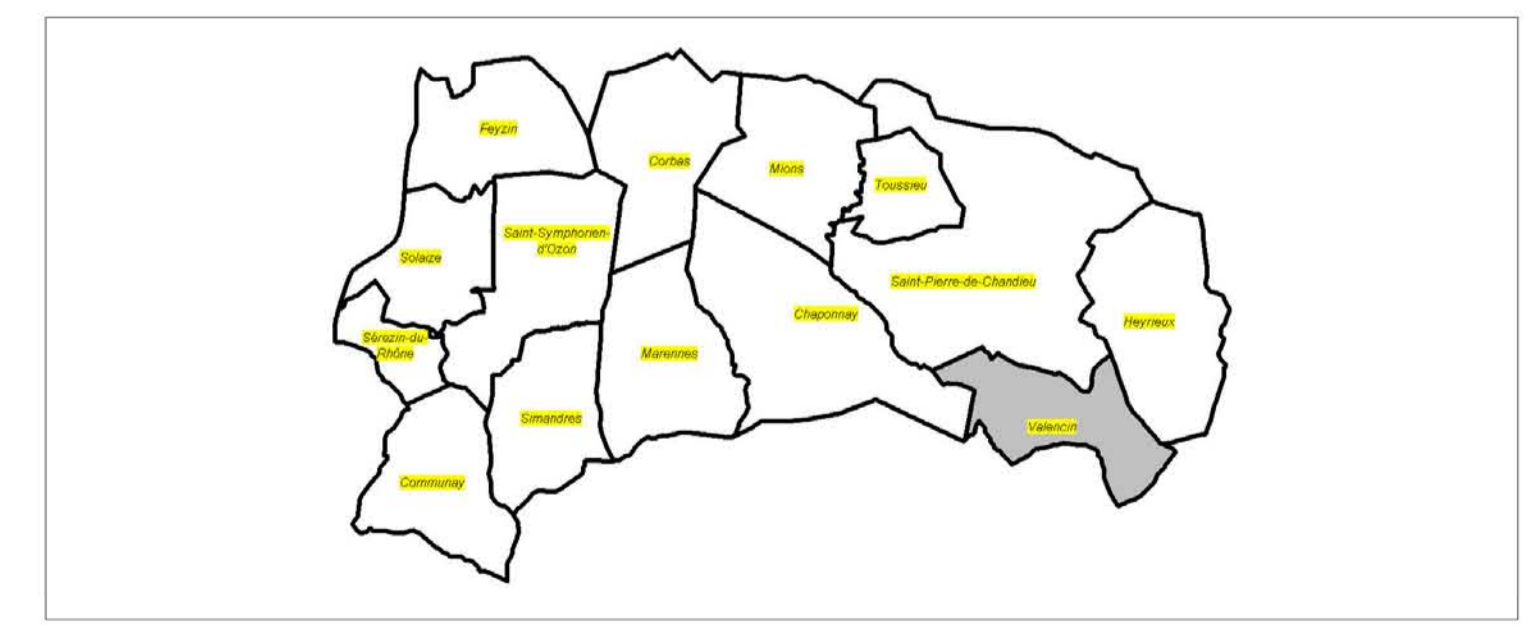 Feyzin
Corbas
Mions
Toussieu
Saint-Symphorien-
d'Ozon
Solaize
Saint-Pierre-de-Chandieu
Chaponnay
Heyrieux
Sérezin-du-
Rhône
Marennes
Simandres
Valencin
Communay